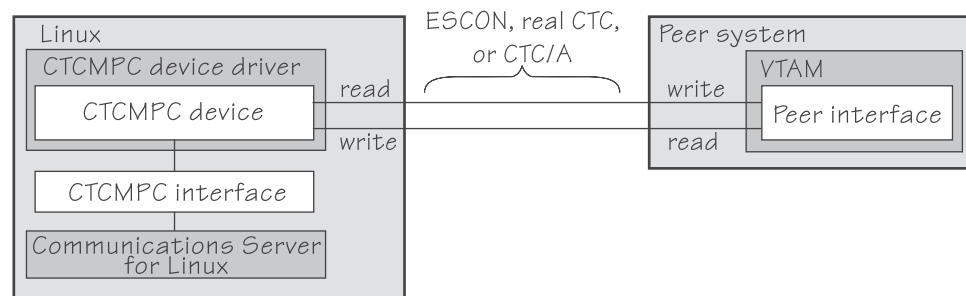 ESCON, real CTC,
or CTC/A
Linux
CTCMPC device driver
CTCMPC device
read
write
CTCMPC interface
Communications Server
for Linux
Peer system
VTAM
write
Peer interface
read